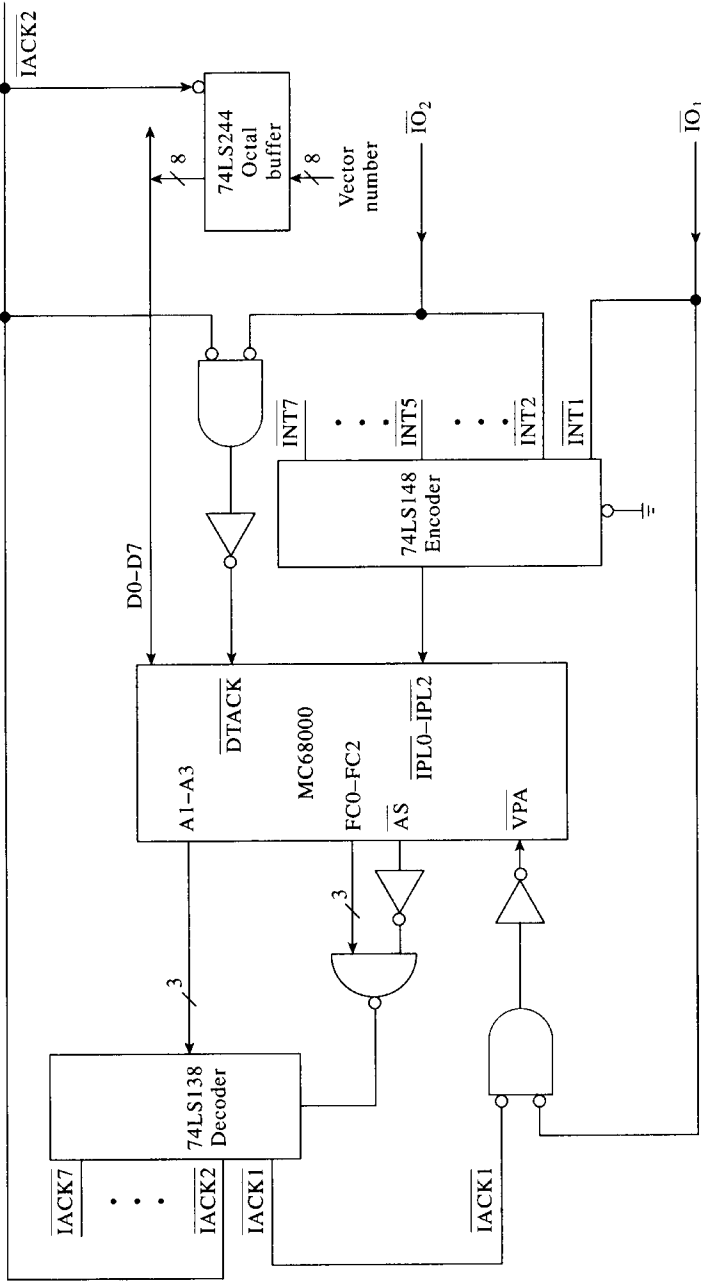 IACK2
IACK7
IACK2
IACK1
74LS138
Decoder
3
A1–A3
DTACK
MC68000
FC0–FC2
3
AS
IPL0–IPL2
VPA
D0–D7
74LS244
Octal
buffer
8
8
Vector
number
INT7
INT5
INT2
INT1
74LS148
Encoder
IO₂
IACK1
IO₁